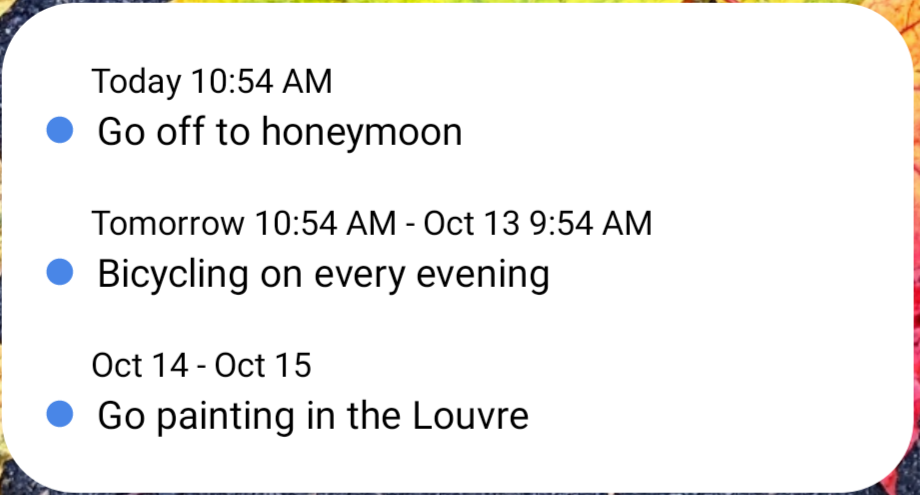 Today 10:54 AM
Go off to honeymoon
Tomorrow 10:54 AM - Oct 13 9:54 AM
Bicycling on every evening
Oct 14 - Oct 15
Go painting in the Louvre